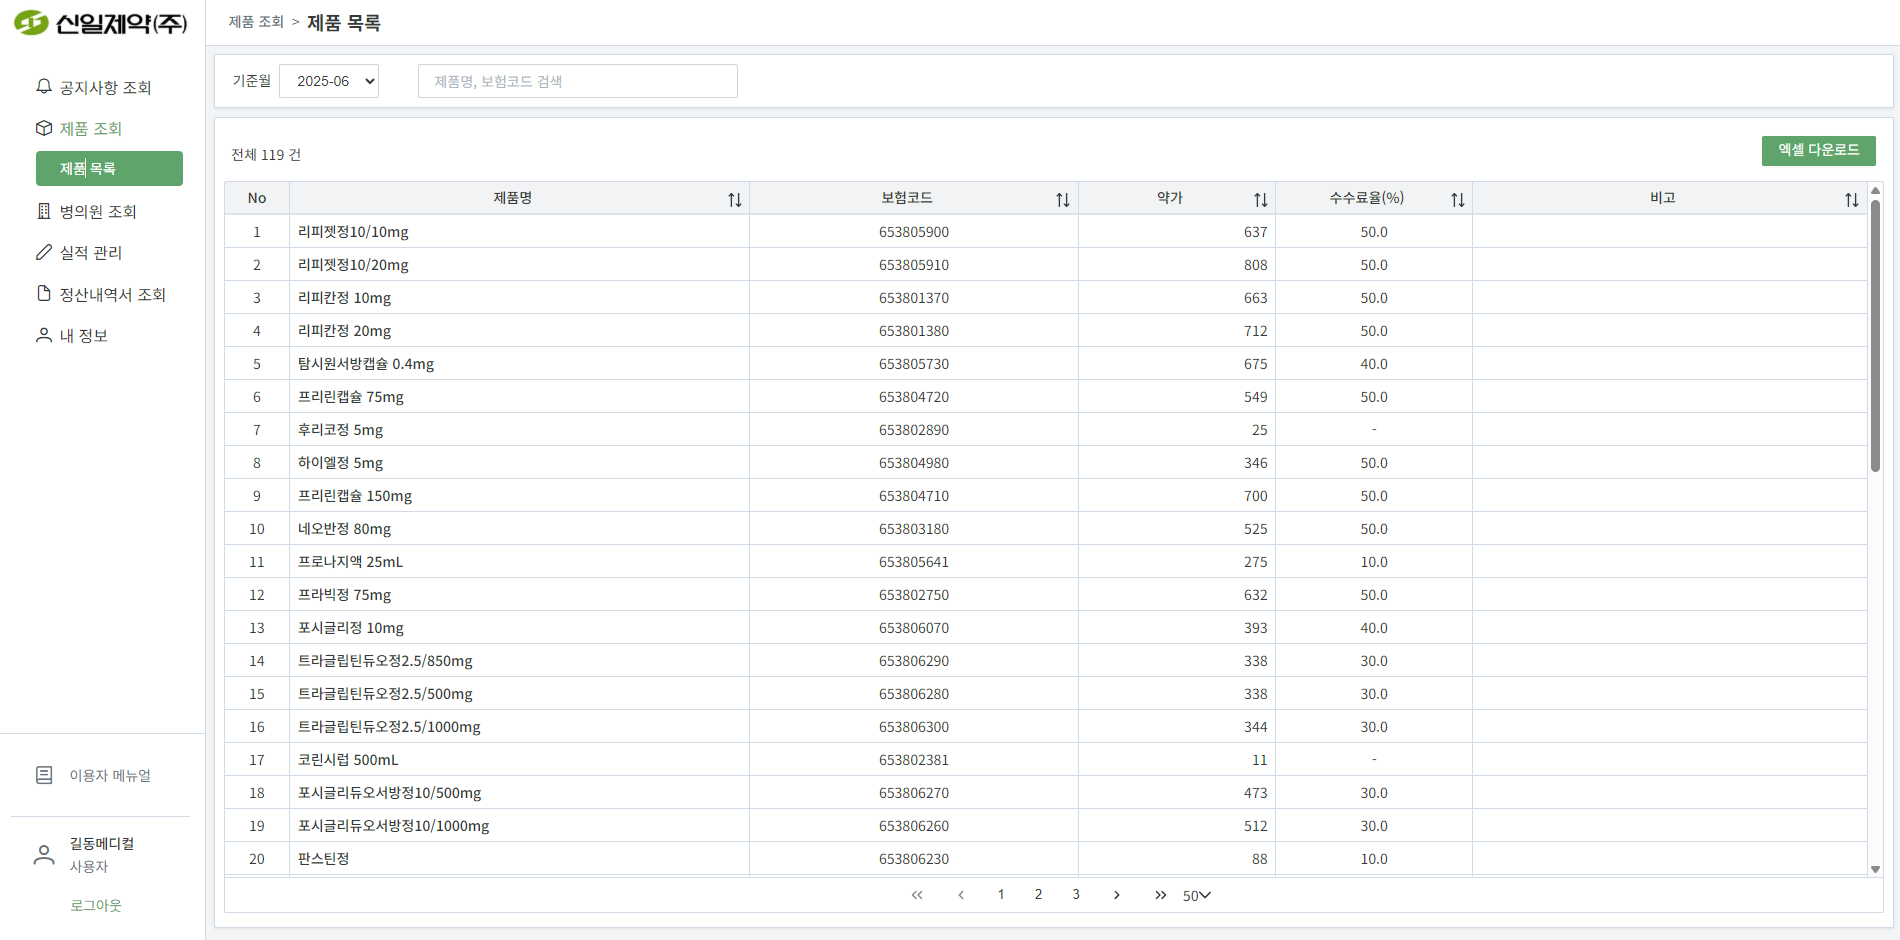 신일제약(주)
제품 조회 > 제품 목록
공지사항 조회
제품 조회
제품 목록
병의원 조회
실적 관리
정산내역서 조회
내 정보
이용자 메뉴얼
길동메디컬
사용자
로그아웃
기준월 2025-06 제품명, 보험코드 검색
전체 119 건 엑셀 다운로드
No 제품명 보험코드 약가 수수료율(%) 비고
1 리피젯정10/10mg 653805900 637 50.0
2 리피젯정10/20mg 653805910 808 50.0
3 리피칸정 10mg 653801370 663 50.0
4 리피칸정 20mg 653801380 712 50.0
5 탐시원서방캡슐 0.4mg 653805730 675 40.0
6 프리린캡슐 75mg 653804720 549 50.0
7 후리코정 5mg 653802890 25 -
8 하이엘정 5mg 653804980 346 50.0
9 프리린캡슐 150mg 653804710 700 50.0
10 네오반정 80mg 653803180 525 50.0
11 프로나지액 25mL 653805641 275 10.0
12 프라빅정 75mg 653802750 632 50.0
13 포시글리정 10mg 653806070 393 40.0
14 트라글립틴듀오정2.5/850mg 653806290 338 30.0
15 트라글립틴듀오정2.5/500mg 653806280 338 30.0
16 트라글립틴듀오정2.5/1000mg 653806300 344 30.0
17 코린시럽 500mL 653802381 11 -
18 포시글리듀오서방정10/500mg 653806270 473 30.0
19 포시글리듀오서방정10/1000mg 653806260 512 30.0
20 판스틴정 653806230 88 10.0
« ‹ 1 2 3 › » 50